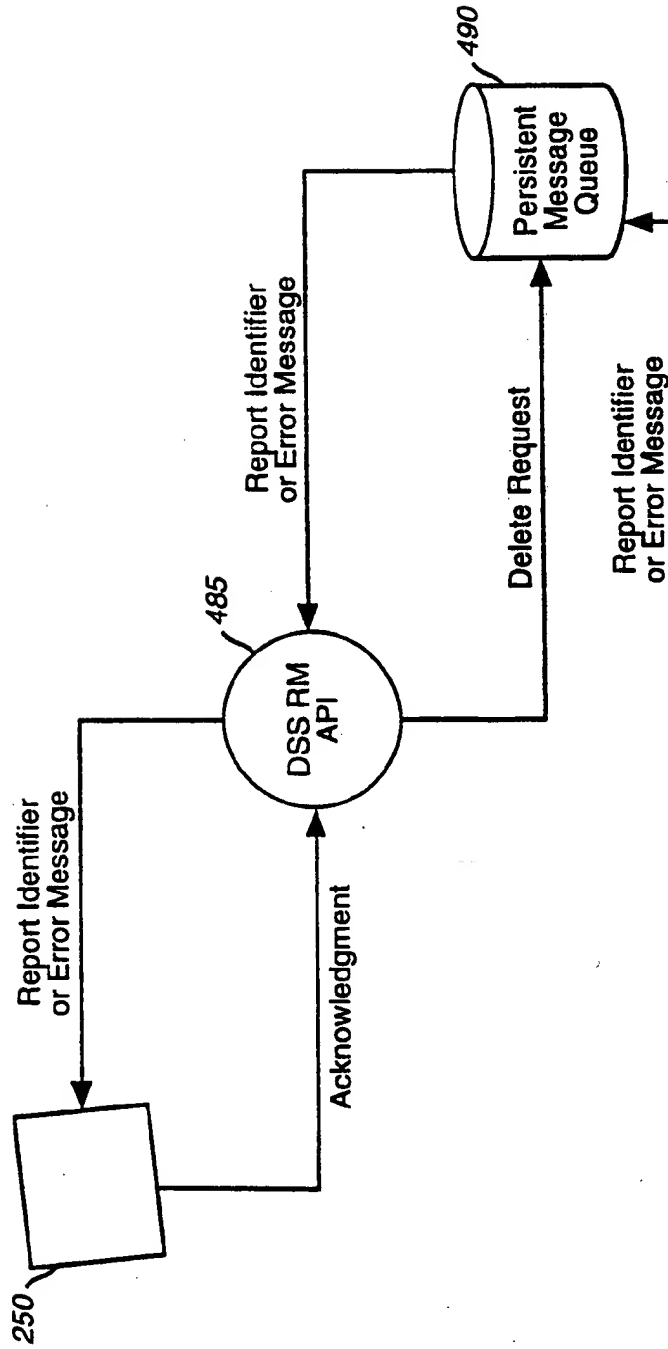 250
Report Identifier
or Error Message
Acknowledgment
485
DSS RM
API
Report Identifier
or Error Message
Delete Request
490
Persistent
Message
Queue
Report Identifier
or Error Message